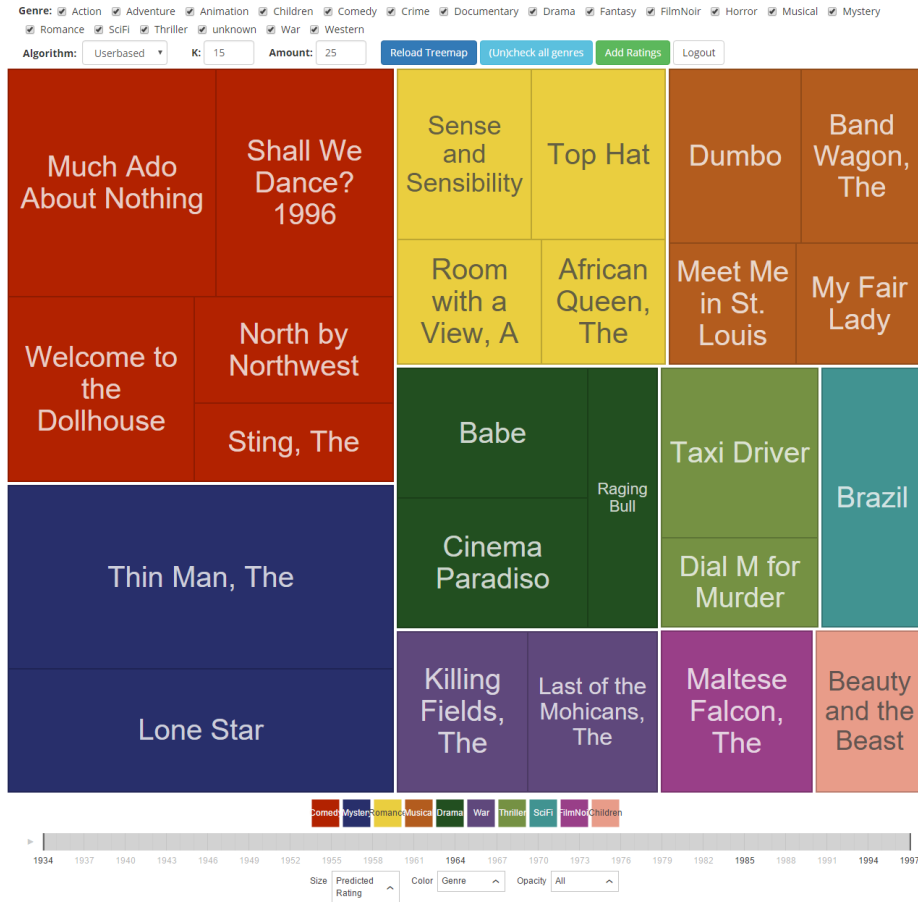 Genre: Action Adventure Animation Children Comedy Crime Documentary Drama Fantasy FilmNoir Horror Musical Mystery
Romance SciFi Thriller unknown War Western
Algorithm: Userbased K: 15 Amount: 25 Reload Treemap (Un)check all genres Add Ratings Logout
Much Ado
About Nothing
Shall We
Dance?
1996
Welcome to
the
Dollhouse
North by
Northwest
Sting, The
Thin Man, The
Lone Star
Sense
and
Sensibility
Top Hat
Room
with a
View, A
African
Queen,
The
Dumbo
Band
Wagon,
The
Meet Me
in St.
Louis
My Fair
Lady
Babe
Cinema
Paradiso
Raging
Bull
Taxi Driver
Dial M for
Murder
Brazil
Killing
Fields,
The
Last of the
Mohicans,
The
Maltese
Falcon,
The
Beauty
and the
Beast
Comedy Mystery Romance Musical Drama War Thriller SciFi FilmNoi Children
1934 1937 1940 1943 1946 1949 1952 1955 1958 1961 1964 1967 1970 1973 1976 1979 1982 1985 1988 1991 1994 1997
Size Predicted Rating Color Genre Opacity All